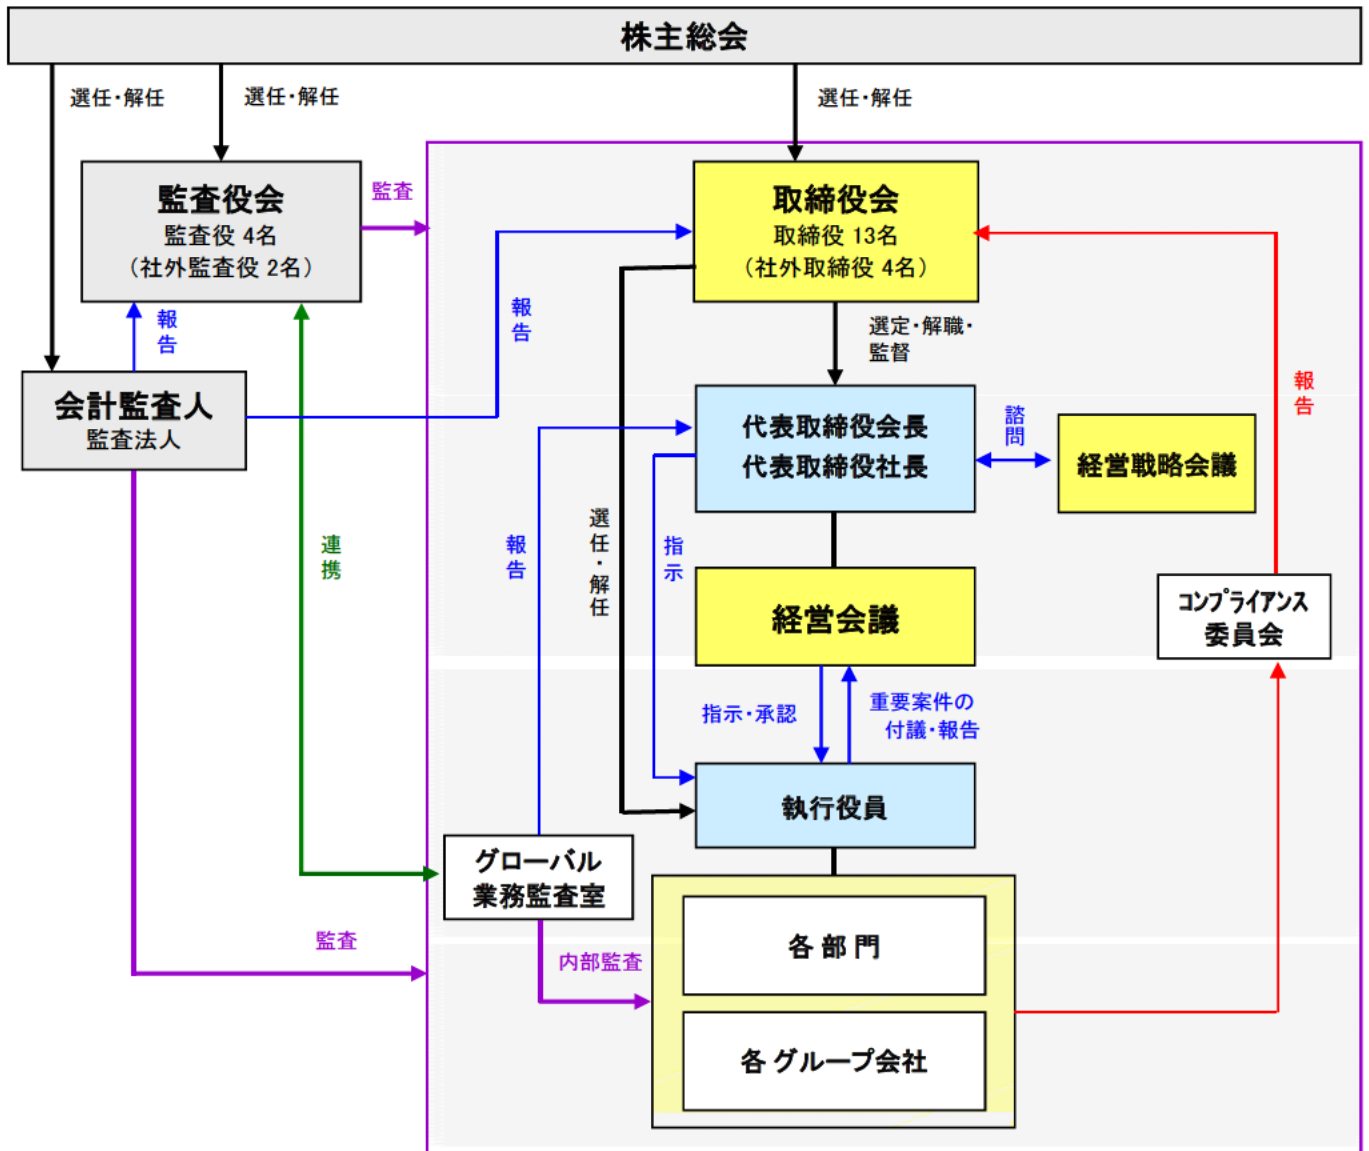 株主総会
選任・解任
選任・解任
選任・解任
監査役会
監査役 4名
（社外監査役 2名）
監査
取締役会
取締役 13名
（社外取締役 4名）
報告
報告
選定・解職・
監督
報告
会計監査人
監査法人
代表取締役会長
代表取締役社長
諮問
経営戦略会議
連携
報告
選任・解任
指示
経営会議
コンプライアンス
委員会
指示・承認
重要案件の
付議・報告
執行役員
グローバル
業務監査室
監査
内部監査
各 部 門
各 グループ会社